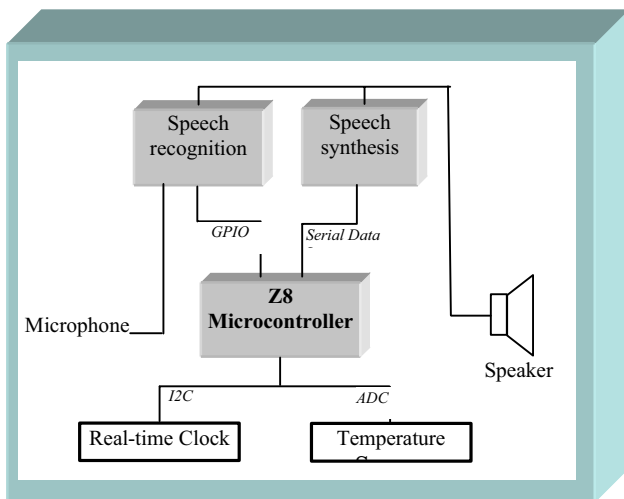 Speech
recognition
Speech
synthesis
GPIO
Serial Data
Z8
Microcontroller
Microphone
Speaker
I2C
ADC
Real-time Clock
Temperature